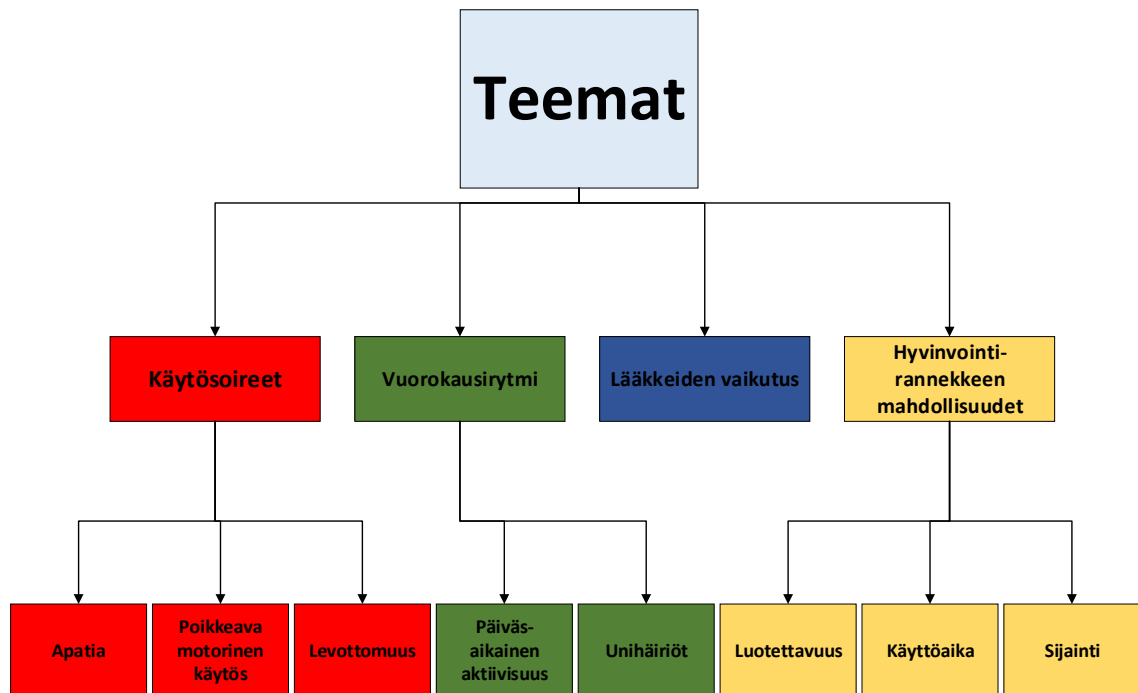 Teemat
Käytösoireet
Vuorokausirytmi
Lääkkeiden vaikutus
Hyvinvointi-
rannekkeen
mahdollisuudet
Apatia
Poikkeava
motorinen
käytös
Levottomuus
Päiväs-
aikainen
aktiivisuus
Unihäiriöt
Luotettavuus
Käyttöaika
Sijainti